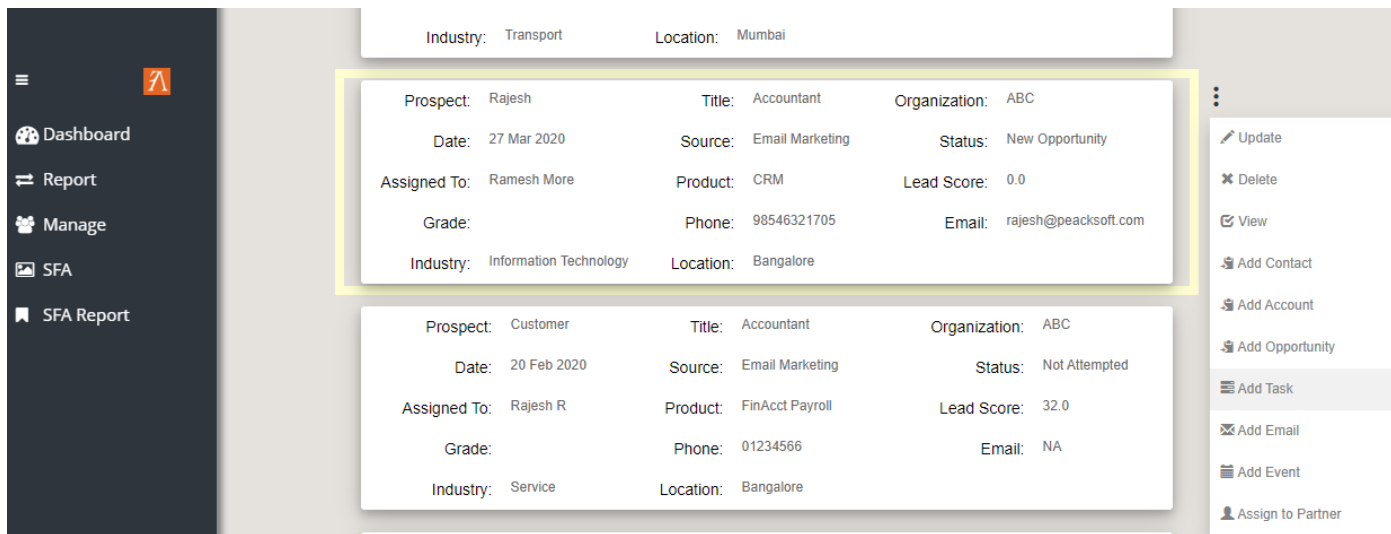 Industry: Transport Location: Mumbai
Prospect: Rajesh Title: Accountant Organization: ABC
Date: 27 Mar 2020 Source: Email Marketing Status: New Opportunity
Assigned To: Ramesh More Product: CRM Lead Score: 0.0
Grade: Phone: 98546321705 Email: rajesh@peacksoft.com
Industry: Information Technology Location: Bangalore
Prospect: Customer Title: Accountant Organization: ABC
Date: 20 Feb 2020 Source: Email Marketing Status: Not Attempted
Assigned To: Rajesh R Product: FinAcct Payroll Lead Score: 32.0
Grade: Phone: 01234566 Email: NA
Industry: Service Location: Bangalore
Dashboard
Report
Manage
SFA
SFA Report
Update
Delete
View
Add Contact
Add Account
Add Opportunity
Add Task
Add Email
Add Event
Assign to Partner